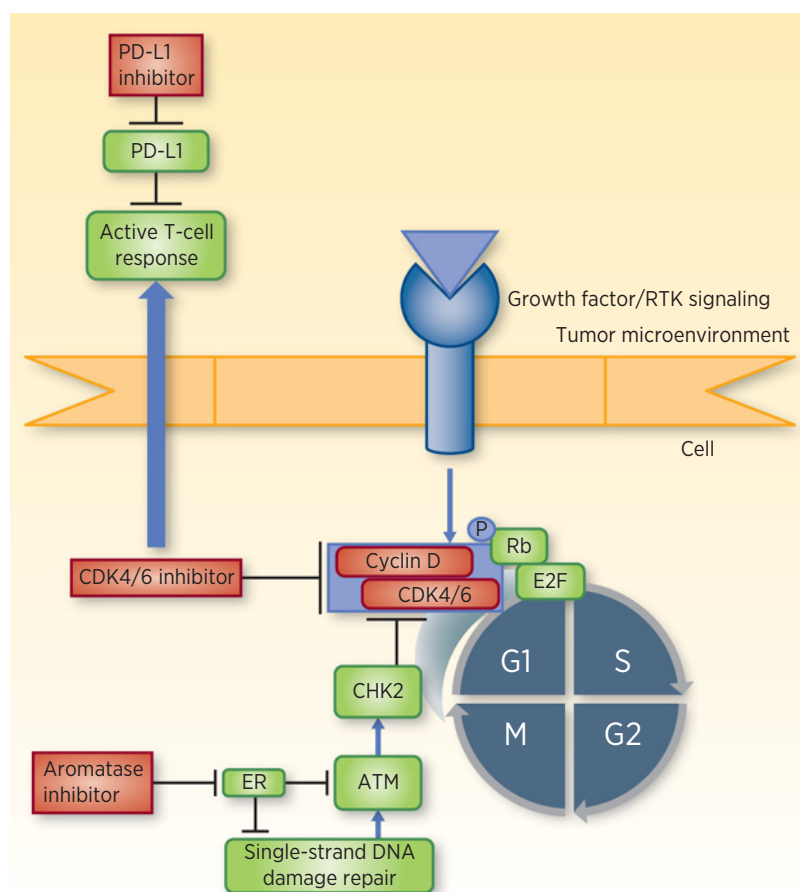 PD-L1
inhibitor
PD-L1
Active T-cell
response
Growth factor/RTK signaling
Tumor microenvironment
Cell
P
Rb
Cyclin D
E2F
CDK4/6 inhibitor
CDK4/6
G1
S
CHK2
M
G2
Aromatase
inhibitor
ER
ATM
Single-strand DNA
damage repair